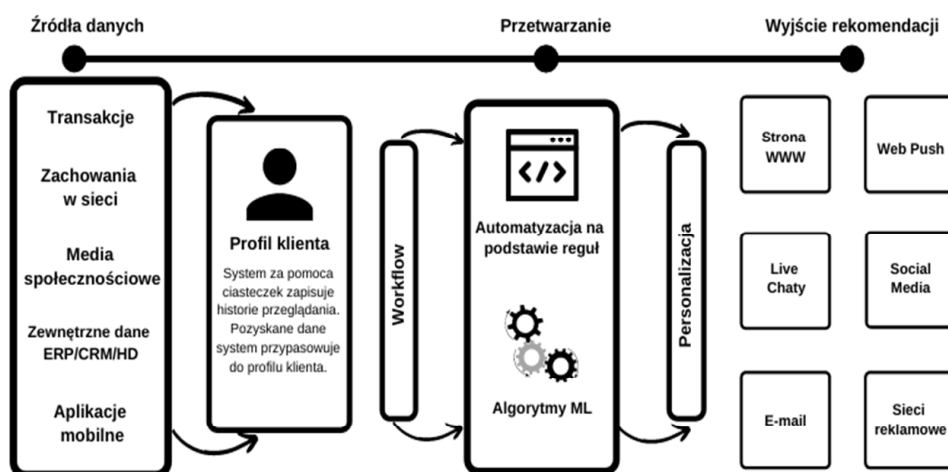 Źródła danych
Przetwarzanie
Wyjście rekomendacji
Transakcje
Zachowania
w sieci
Media
społecznościowe
Zewnętrzne dane
ERP/CRM/HD
Aplikacje
mobilne
Profil klienta
System za pomoca
ciasteczek zapisuje
historie przeglądania.
Pozyskane dane
system przypasowuje
do profilu klienta.
Workflow
</>
Automatyzacja na
podstawie reguł
Algorytmy ML
Personalizacja
Strona
WWW
Web Push
Live
Chaty
Social
Media
E-mail
Sieci
reklamowe